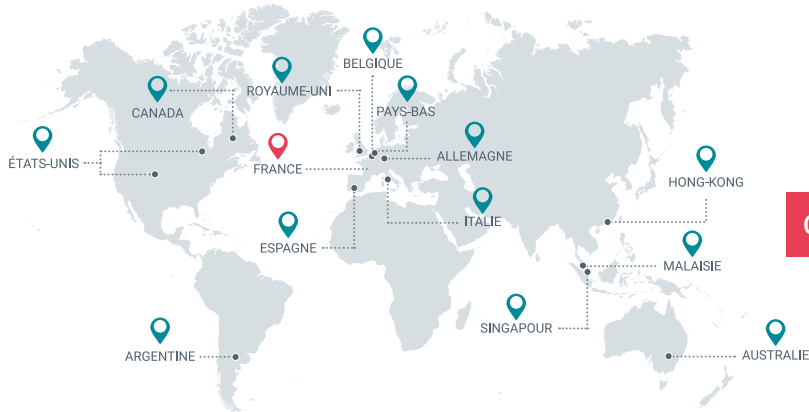 BELGIQUE
ROYAUME-UNI
PAYS-BAS
CANADA
ÉTATS-UNIS
FRANCE
ALLEMAGNE
HONG-KONG
ITALIE
ESPAGNE
MALAISIE
SINGAPOUR
ARGENTINE
AUSTRALIE